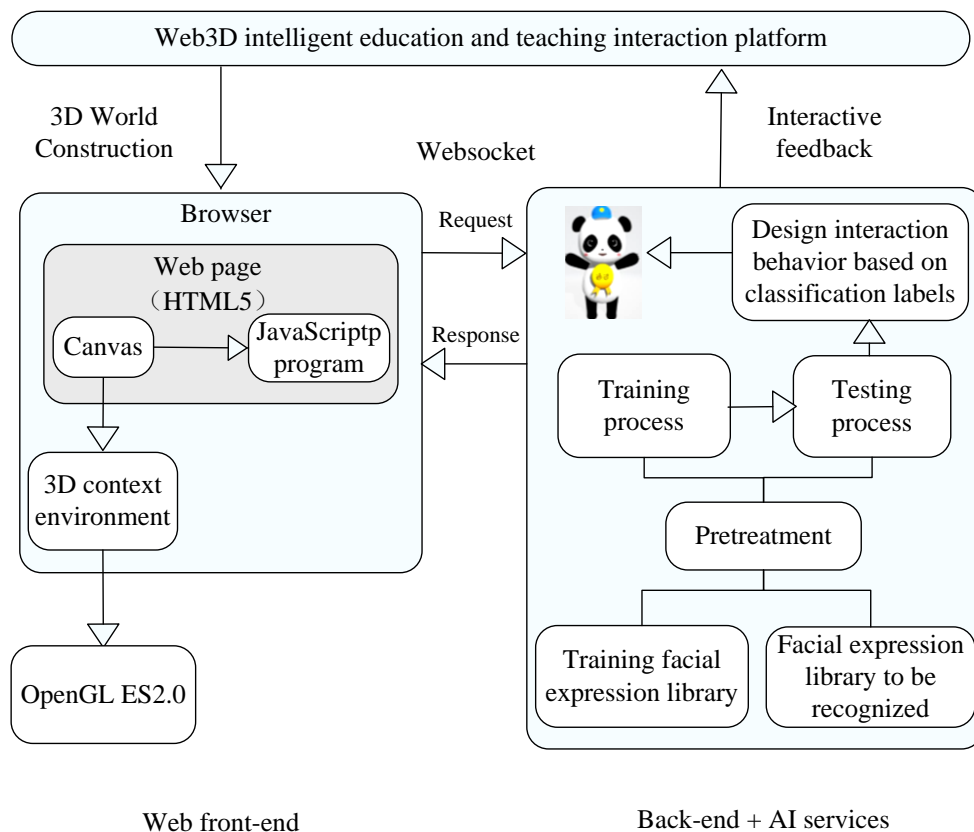 Web3D intelligent education and teaching interaction platform
3D World
Construction
Websocket
Interactive
feedback
Browser
Web page
（HTML5）
Canvas
JavaScriptp
program
3D context
environment
OpenGL ES2.0
Request
Response
Design interaction
behavior based on
classification labels
Training
process
Testing
process
Pretreatment
Training facial
expression library
Facial expression
library to be
recognized
Web front-end
Back-end + AI services